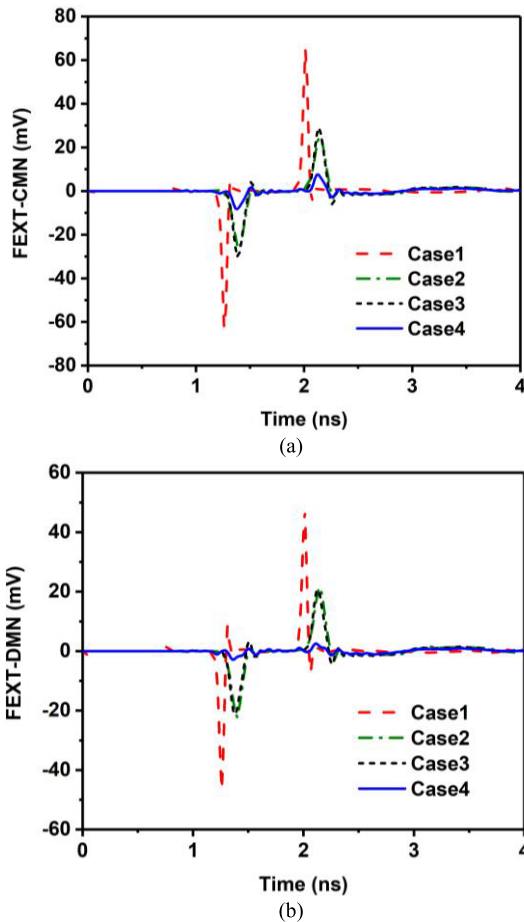 80
60
40
20
0
-20
-40
-60
-80
FEXT-CMN (mV)
Case1
Case2
Case3
Case4
0 1 2 3 4
Time (ns)
(a)
60
40
20
0
-20
-40
-60
FEXT-DMN (mV)
Case1
Case2
Case3
Case4
0 1 2 3 4
Time (ns)
(b)